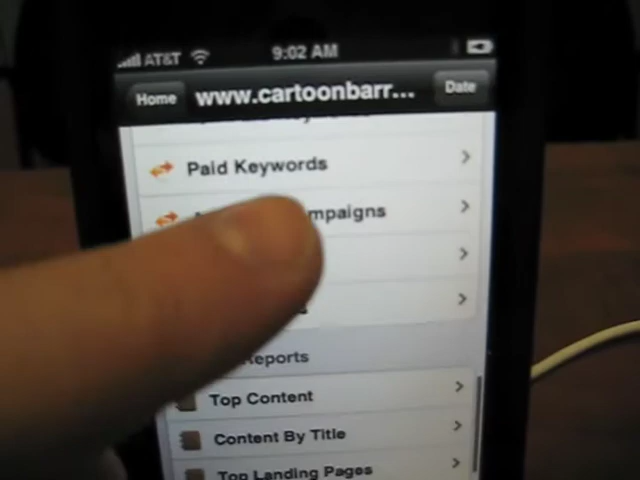 AT&T 9:02 AM
Home www.cartoonbarr... Date
Paid Keywords
mpaigns
eports
Top Content
Content By Title
Top Landing Pages